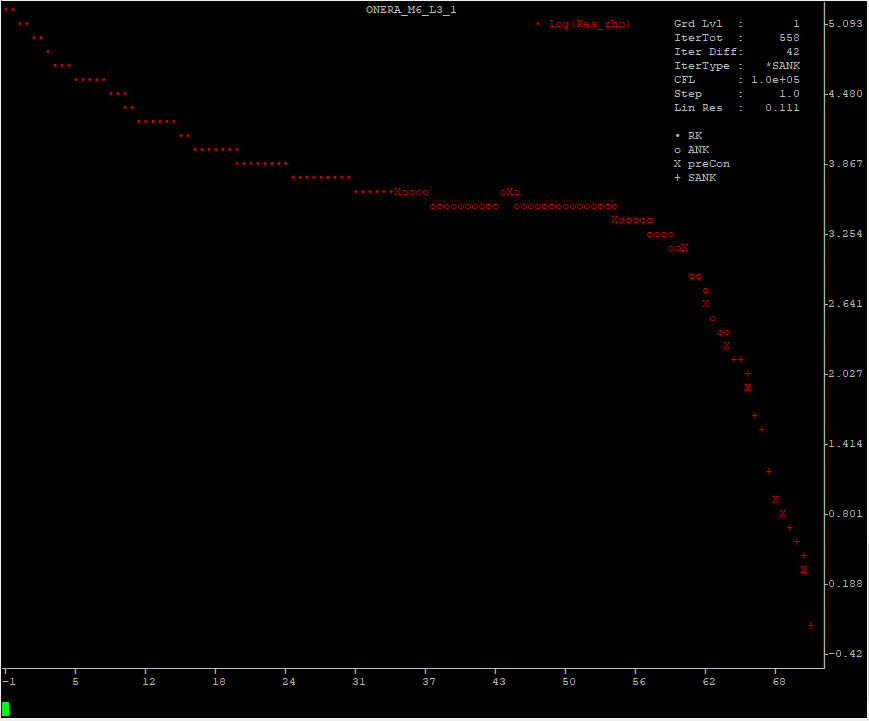 ONERA_M6_L3_1
• log(Res_rho)
Grd Lvl : 1
IterTot : 558
Iter Diff: 42
IterType : *SANK
CFL : 1.0e+05
Step : 1.0
Lin Res : 0.111
• RK
o ANK
X preCon
+ SANK
5.093
4.480
3.867
3.254
2.641
2.027
1.414
0.801
0.188
-0.42
-1 5 12 18 24 31 37 43 50 56 62 68